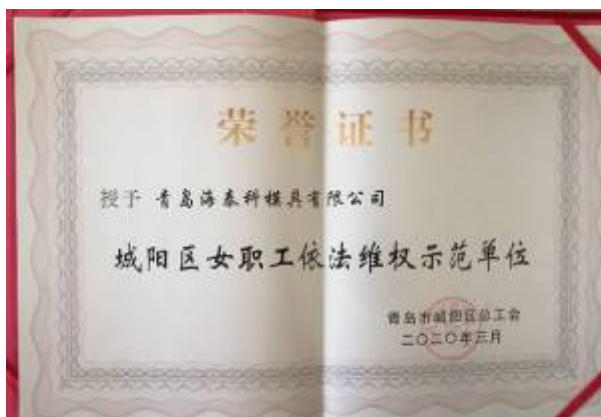 荣誉证书
授予 青岛海泰科模具有限公司
城阳区女职工依法维权示范单位
青岛市城阳区总工会
二〇二〇年三月